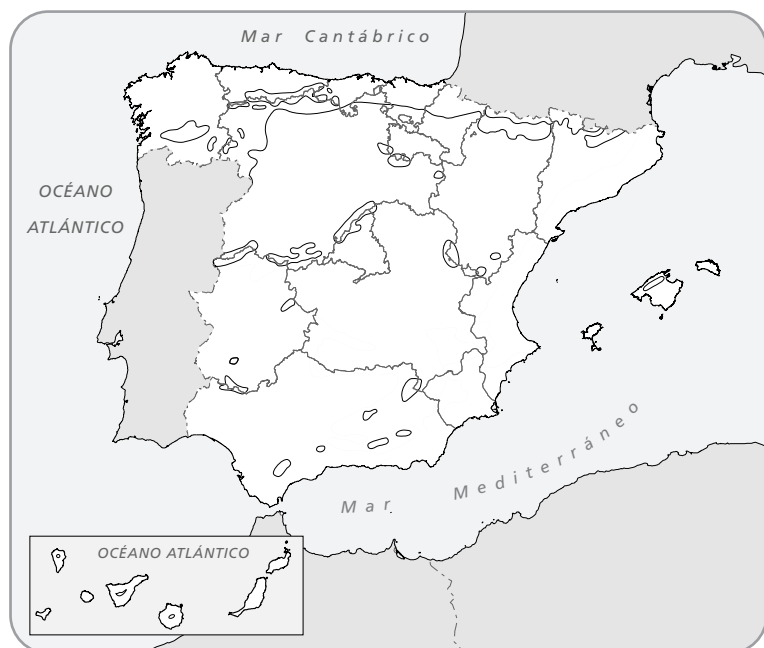 Mar Cantábrico
OCÉANO
ATLÁNTICO
Mar Mediterráneo
OCÉANO ATLÁNTICO